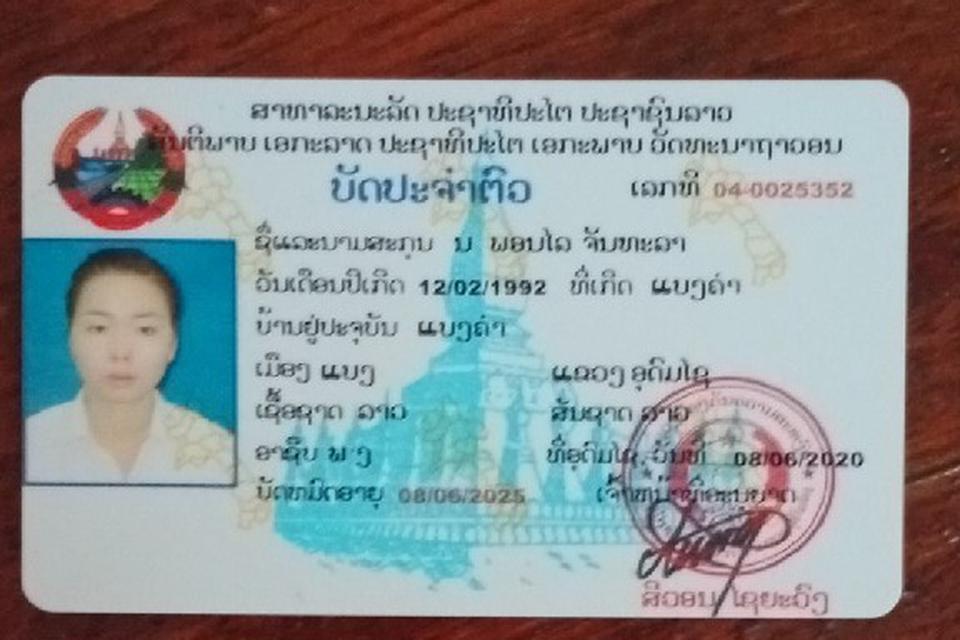 ສາທາລະນະລັດ ປະຊາທິປະໄຕ ປະຊາຊົນລາວ
ສັນຕິພາບ ເອກະລາດ ປະຊາທິປະໄຕ ເອກະພາບ ວັດທະນາຖາວອນ
ບັດປະຈຳຕົວ ເລກທີ 04-0025352
ຊື່ແລະນາມສະກຸນ ນ ພອນໄລ ຈັນທະລາ
ວັນເດືອນປີເກີດ 12/02/1992 ທີ່ເກີດ ແບງຄຳ
ບ້ານຢູ່ປະຈຸບັນ ແບງຄຳ
ເມືອງ ແບງ ແຂວງ ອຸດົມໄຊ
ເຊື້ອຊາດ ລາວ ສັນຊາດ ລາວ
ອາຊີບ ພ ງ ທີ່ອຸດົມໄຊ, ວັນທີ 08/06/2020
ບັດຫມົດອາຍຸ 08/06/2025 ເຈົ້າຫນ້າທີ່ອະນຸຍາດ
ສີວອນ ໄຊຍະວົງ